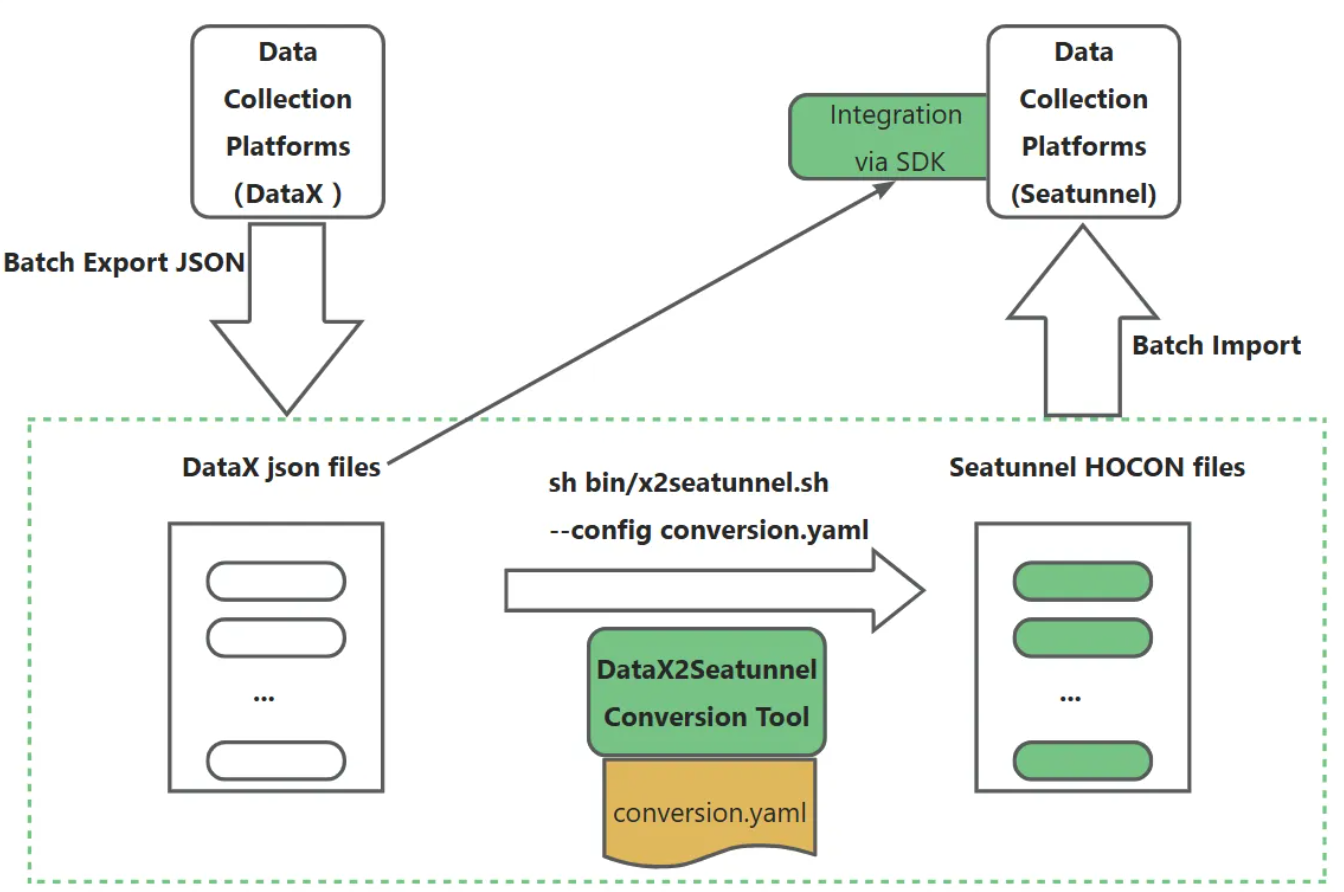 Data
Collection
Platforms
（DataX ）
Data
Collection
Platforms
(Seatunnel)
Integration
via SDK
Batch Export JSON
Batch Import
DataX json files
sh bin/x2seatunnel.sh
--config conversion.yaml
Seatunnel HOCON files
...
...
DataX2Seatunnel
Conversion Tool
conversion.yaml